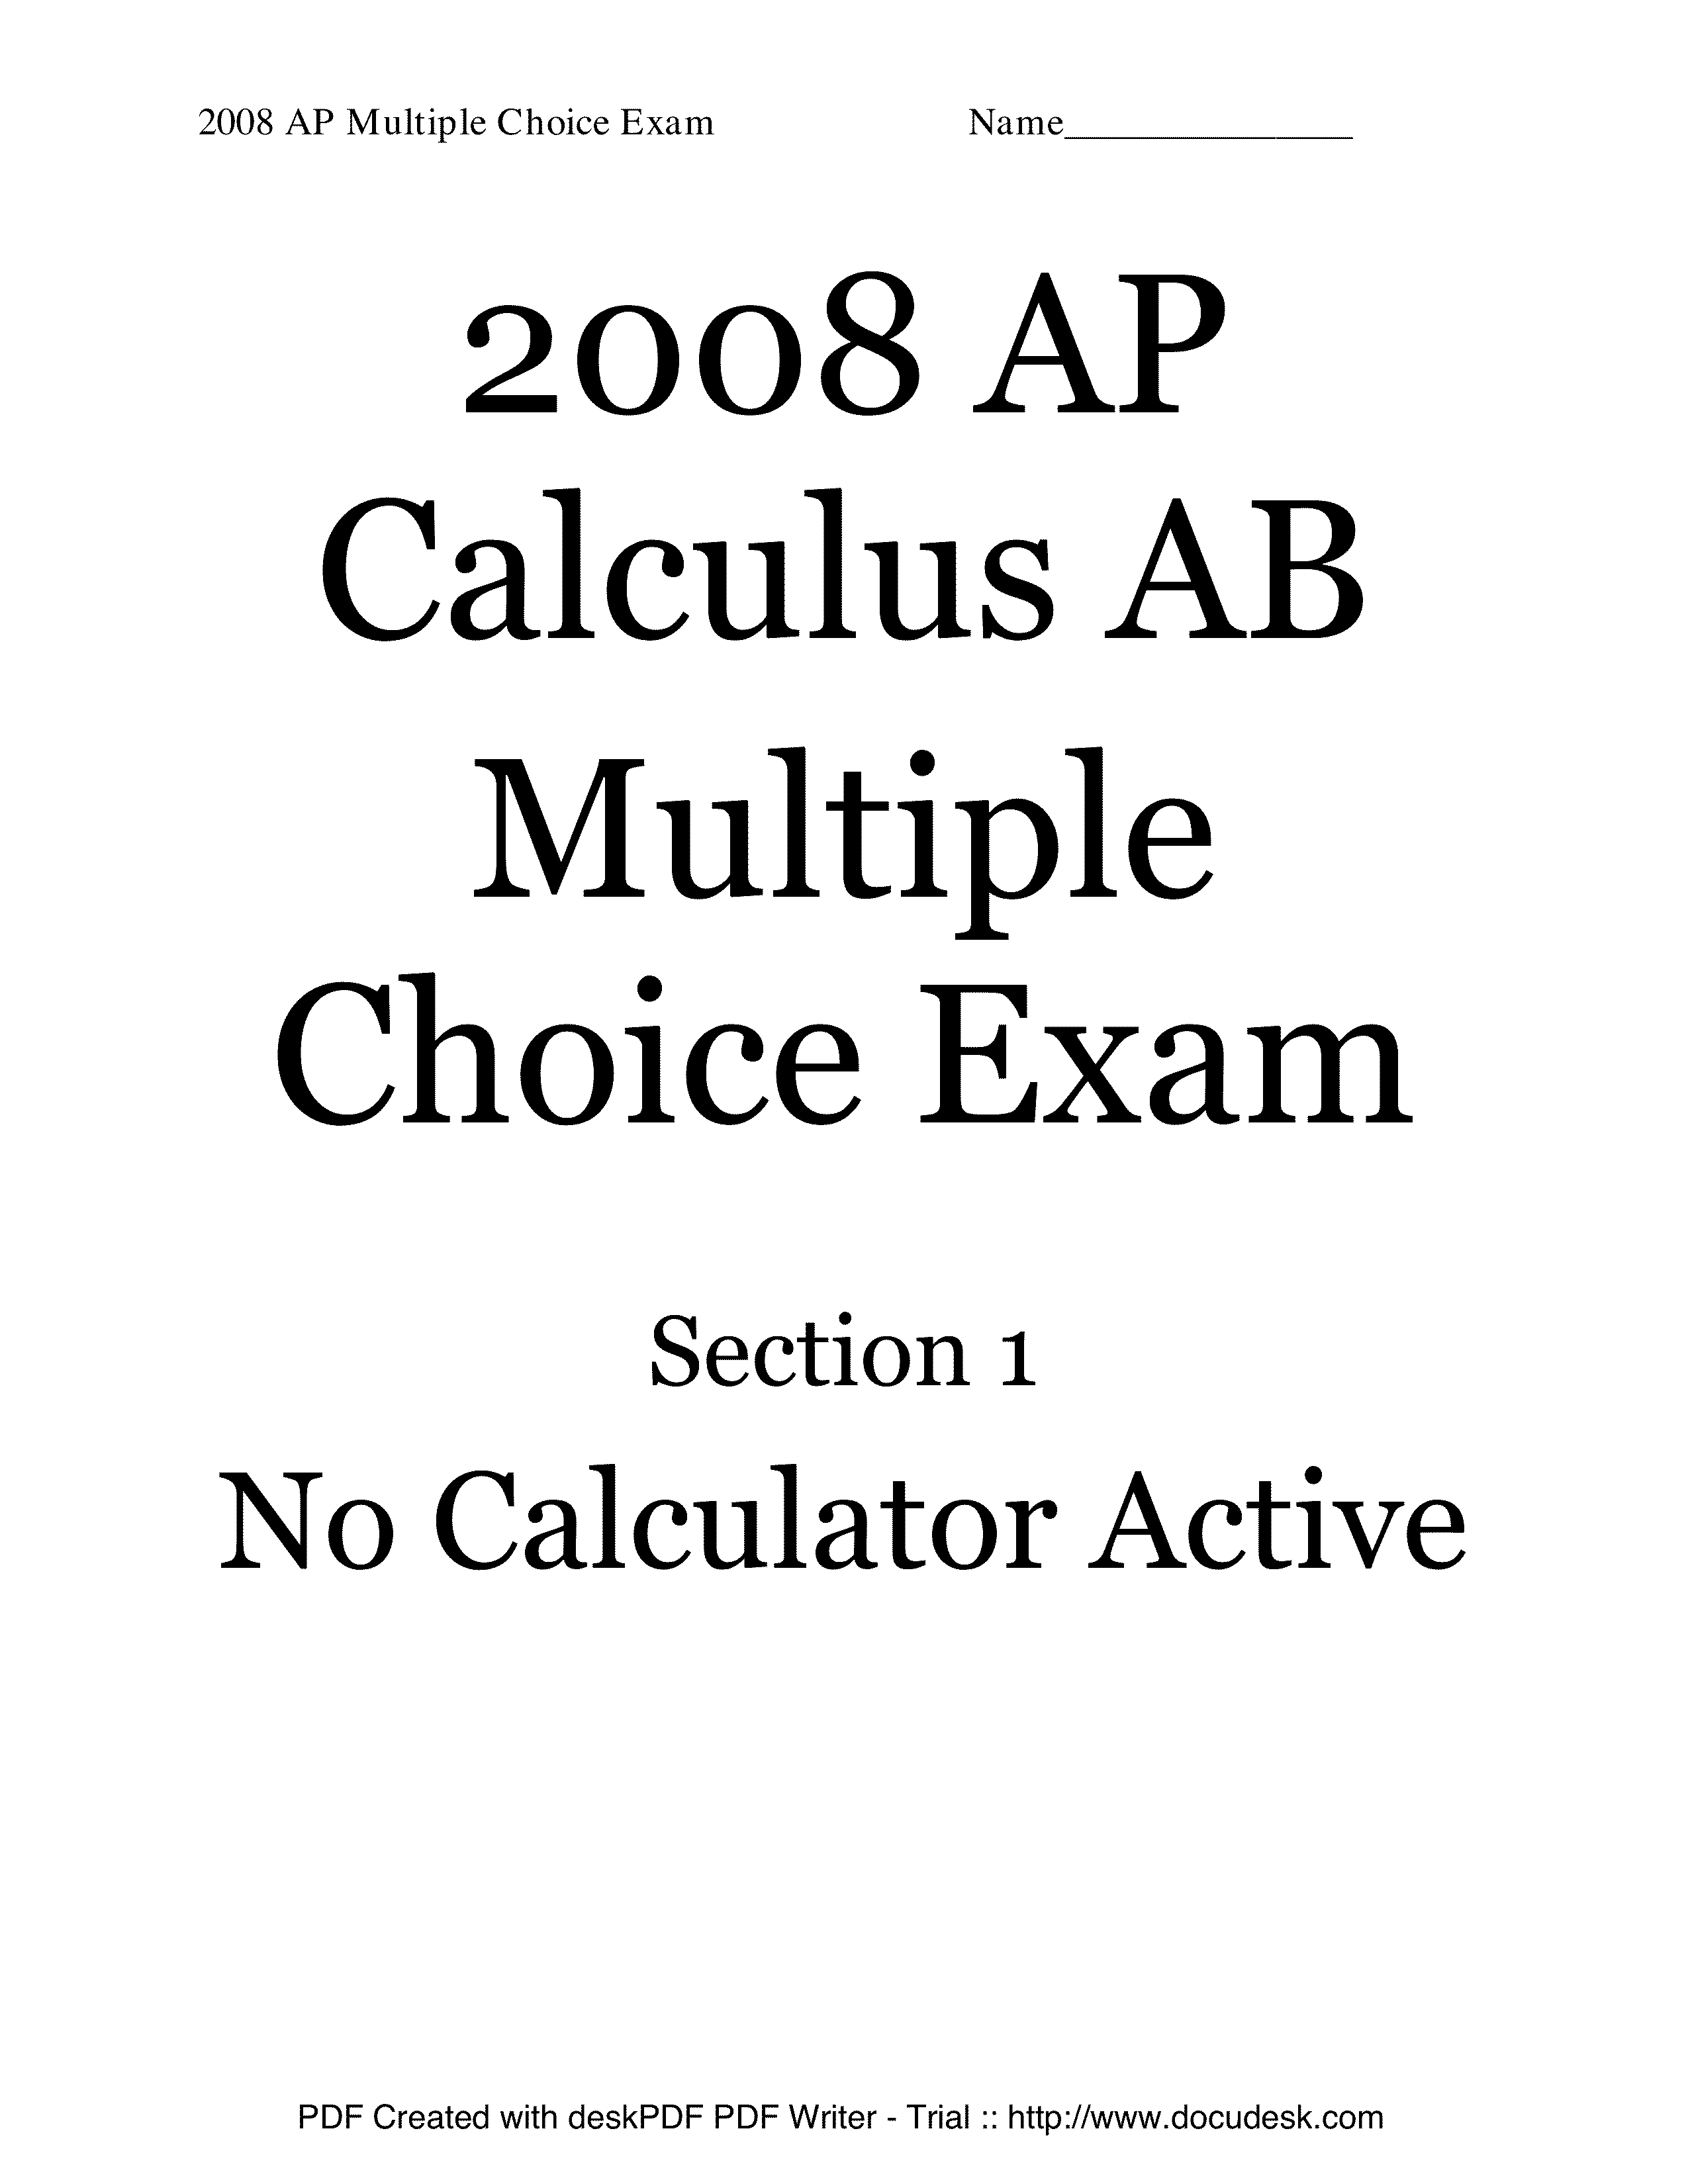 2008 AP Multiple Choice Exam Name_______________
2008 AP
Calculus AB
Multiple
Choice Exam
Section 1
No Calculator Active
PDF Created with deskPDF PDF Writer - Trial :: http://www.docudesk.com